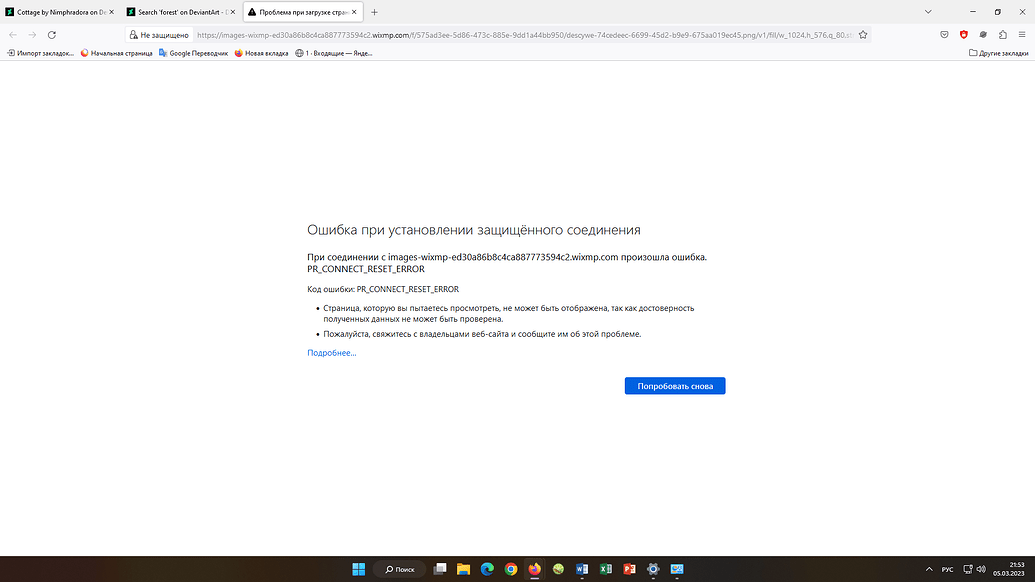 Cottage by Nimphradora on De
Search 'forest' on DeviantArt - D
Проблема при загрузке стран
Не защищено
https://images-wixmp-ed30a86b8c4ca887773594c2.wixmp.com/f/575ad3ee-5d86-473c-885e-9dd1a44bb950/descywe-74cedeec-6699-45d2-b9e9-675aa019ec45.png/v1/fill/w_1024,h_576,q_80,st
Импорт закладок...
Начальная страница
Google Переводчик
Новая вкладка
1 · Входящие — Янде...
Другие закладки
Ошибка при установлении защищённого соединения
При соединении с images-wixmp-ed30a86b8c4ca887773594c2.wixmp.com произошла ошибка.
PR_CONNECT_RESET_ERROR
Код ошибки: PR_CONNECT_RESET_ERROR
Страница, которую вы пытаетесь просмотреть, не может быть отображена, так как достоверность
полученных данных не может быть проверена.
Пожалуйста, свяжитесь с владельцами веб-сайта и сообщите им об этой проблеме.
Подробнее...
Попробовать снова
Поиск
РУС
21:53
05.03.2023